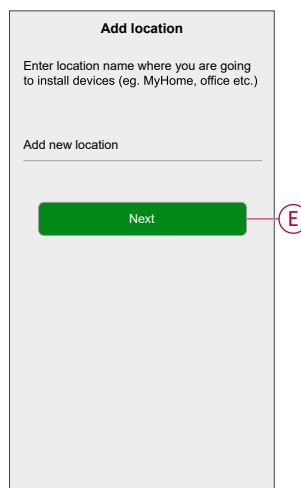 Add location
Enter location name where you are going
to install devices (eg. MyHome, office etc.)
Add new location
Next
E